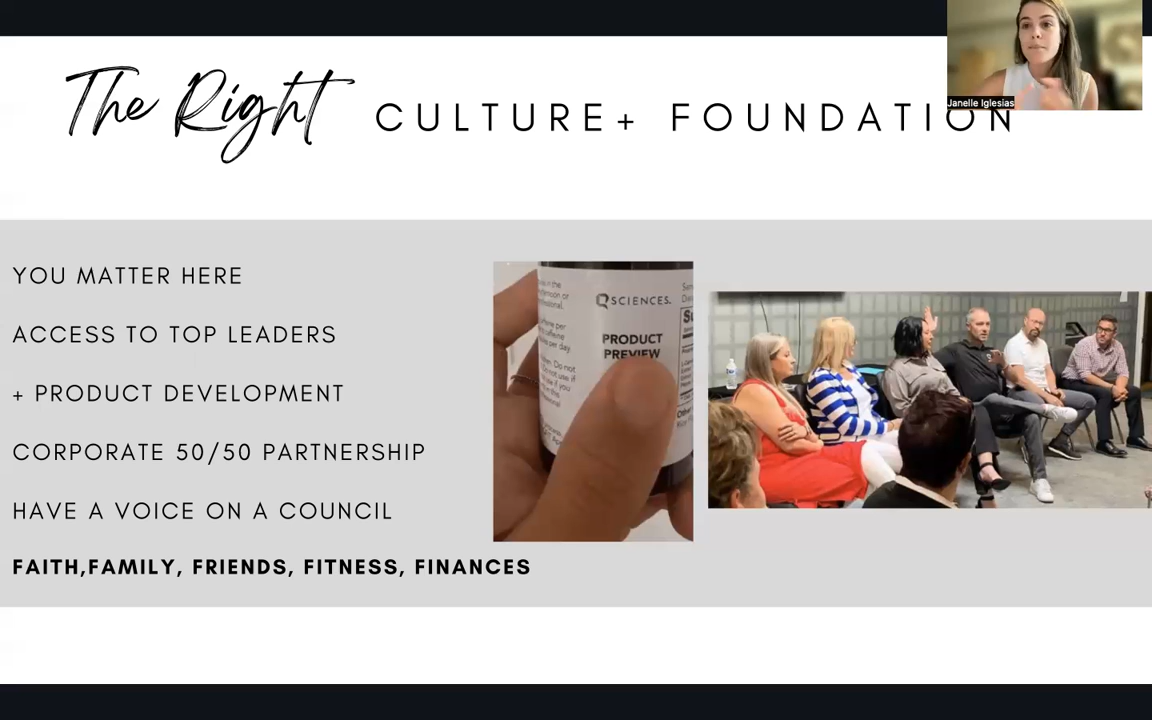 The Right CULTURE+ FOUNDATION
Janelle Iglesias
YOU MATTER HERE
ACCESS TO TOP LEADERS
+ PRODUCT DEVELOPMENT
CORPORATE 50/50 PARTNERSHIP
HAVE A VOICE ON A COUNCIL
FAITH,FAMILY, FRIENDS, FITNESS, FINANCES
QSCIENCES.
PRODUCT
PREVIEW